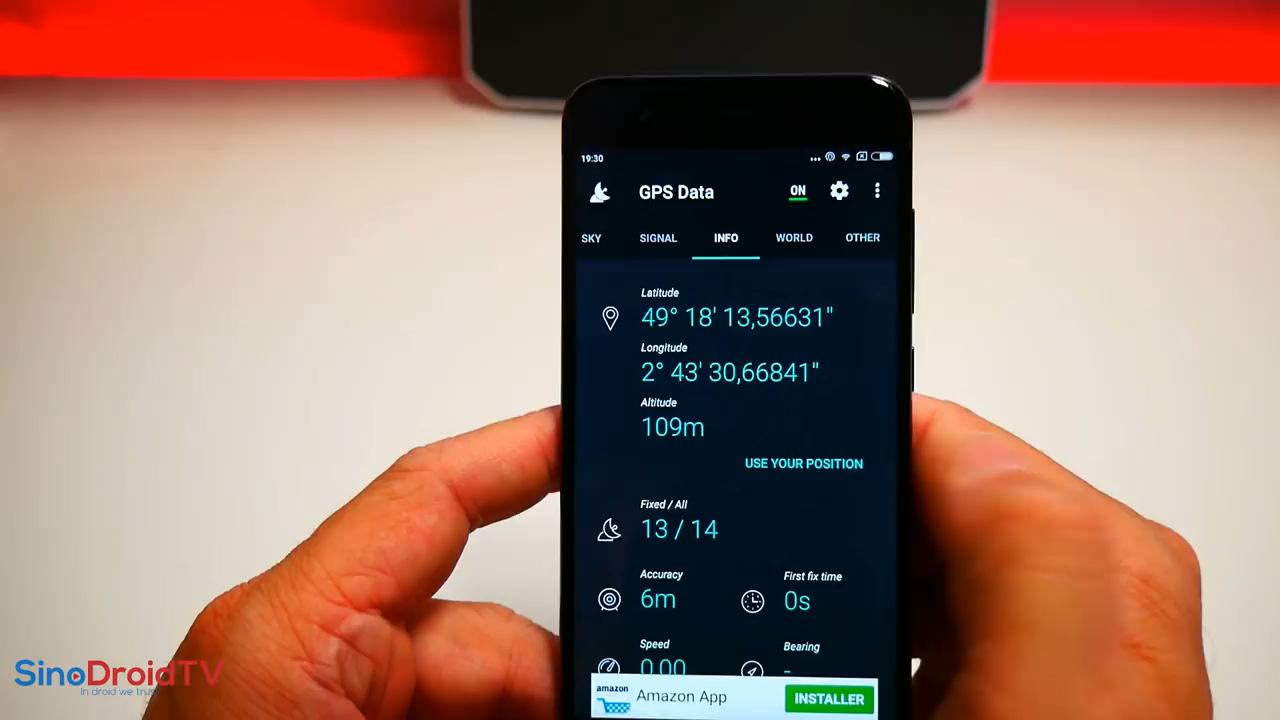 19:30
GPS Data
ON
SKY
SIGNAL
INFO
WORLD
OTHER
Latitude
49° 18' 13,56631"
Longitude
2° 43' 30,66841"
Altitude
109m
USE YOUR POSITION
Fixed / All
13 / 14
Accuracy
6m
First fix time
0s
Speed
0.00
Bearing
-
amazon
Amazon App
INSTALLER
SinoDroidTV
In droid we trust